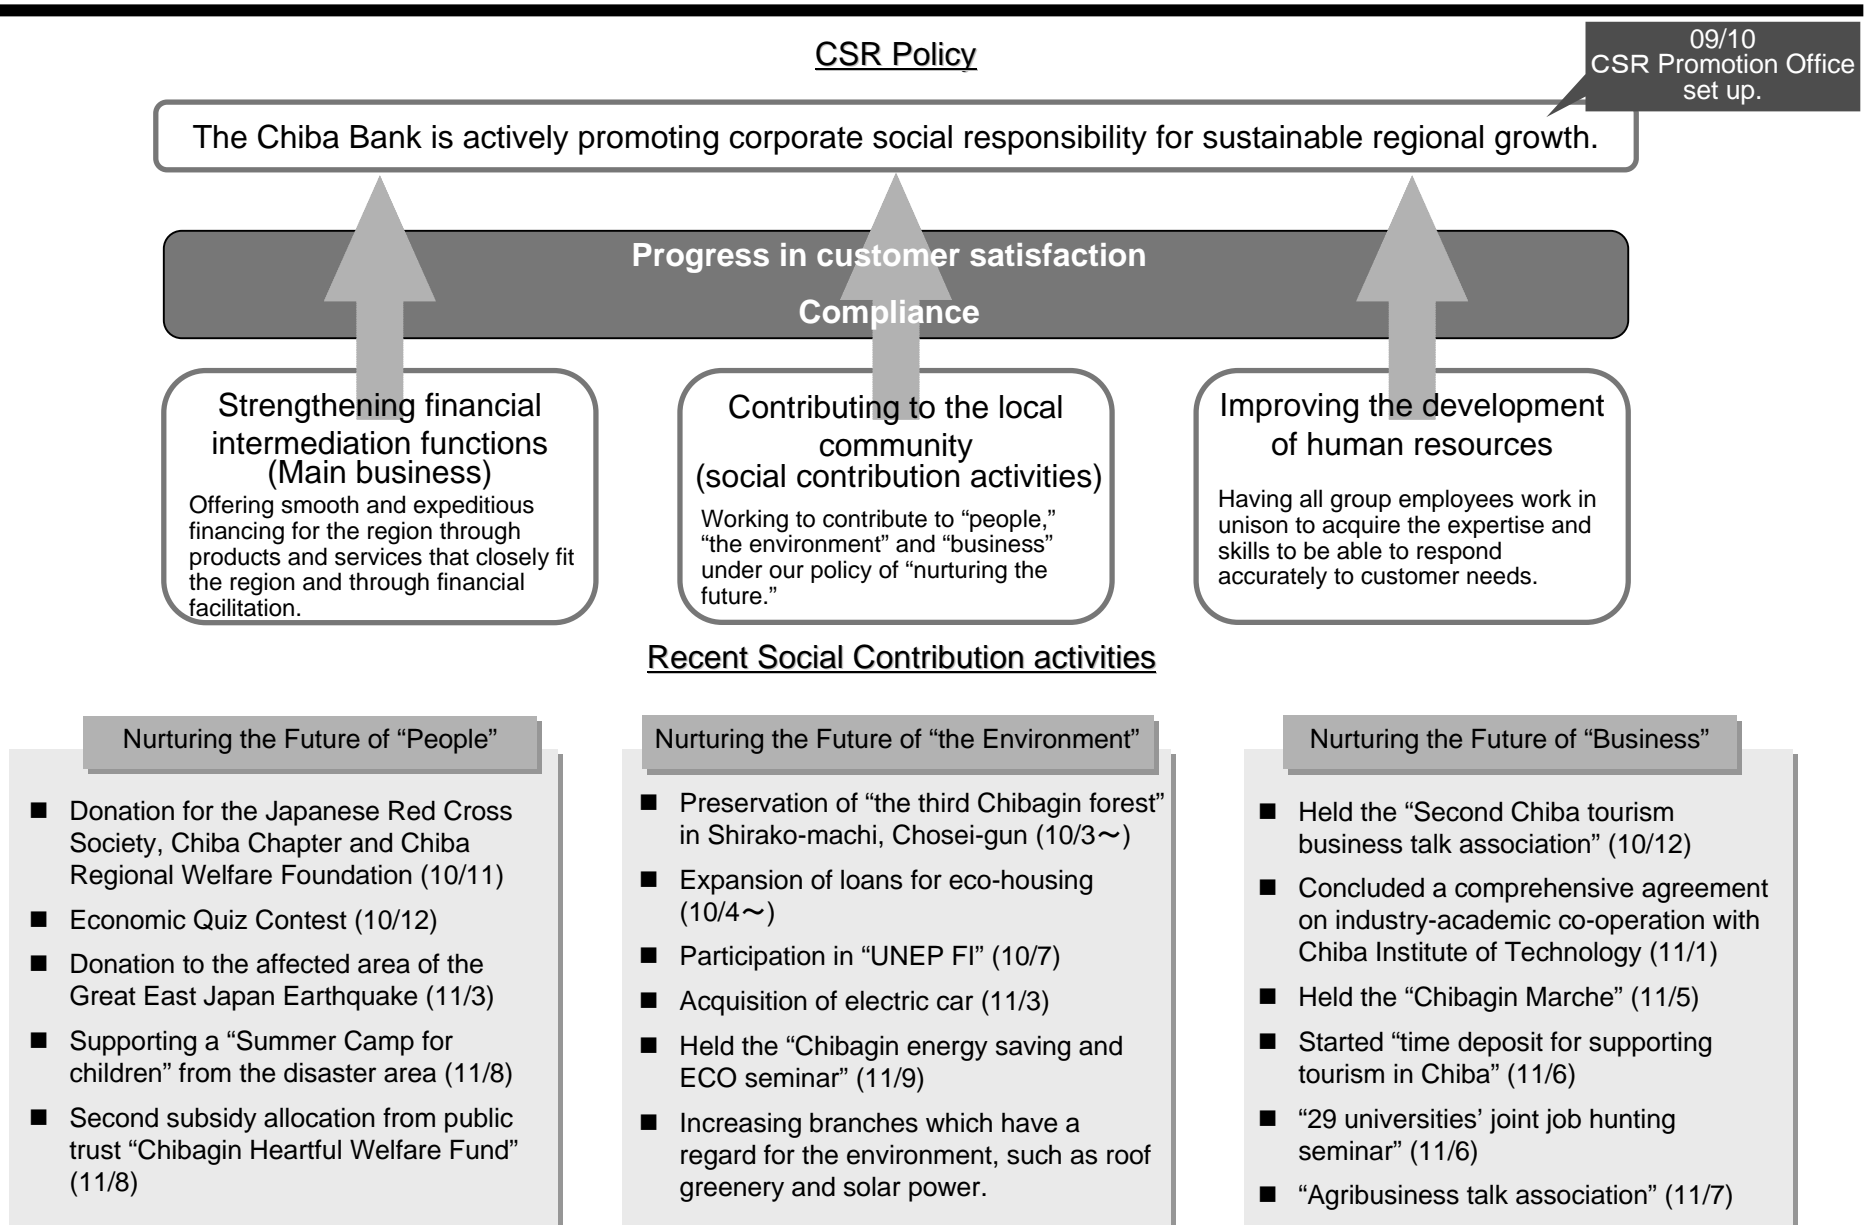 CSR Policy
09/10
CSR Promotion Office
set up.
The Chiba Bank is actively promoting corporate social responsibility for sustainable regional growth.
Progress in customer satisfaction
Compliance
Strengthening financial
intermediation functions
(Main business)
Offering smooth and expeditious
financing for the region through
products and services that closely fit
the region and through financial
facilitation.
Contributing to the local
community
(social contribution activities)
Working to contribute to “people,”
“the environment” and “business”
under our policy of “nurturing the
future.”
Improving the development
of human resources
Having all group employees work in
unison to acquire the expertise and
skills to be able to respond
accurately to customer needs.
Recent Social Contribution activities
Nurturing the Future of “People”
■ Donation for the Japanese Red Cross
Society, Chiba Chapter and Chiba
Regional Welfare Foundation (10/11)
■ Economic Quiz Contest (10/12)
■ Donation to the affected area of the
Great East Japan Earthquake (11/3)
■ Supporting a “Summer Camp for
children” from the disaster area (11/8)
■ Second subsidy allocation from public
trust “Chibagin Heartful Welfare Fund”
(11/8)
Nurturing the Future of “the Environment”
■ Preservation of “the third Chibagin forest”
in Shirako-machi, Chosei-gun (10/3～)
■ Expansion of loans for eco-housing
(10/4～)
■ Participation in “UNEP FI” (10/7)
■ Acquisition of electric car (11/3)
■ Held the “Chibagin energy saving and
ECO seminar” (11/9)
■ Increasing branches which have a
regard for the environment, such as roof
greenery and solar power.
Nurturing the Future of “Business”
■ Held the “Second Chiba tourism
business talk association” (10/12)
■ Concluded a comprehensive agreement
on industry-academic co-operation with
Chiba Institute of Technology (11/1)
■ Held the “Chibagin Marche” (11/5)
■ Started “time deposit for supporting
tourism in Chiba” (11/6)
■ “29 universities’ joint job hunting
seminar” (11/6)
■ “Agribusiness talk association” (11/7)